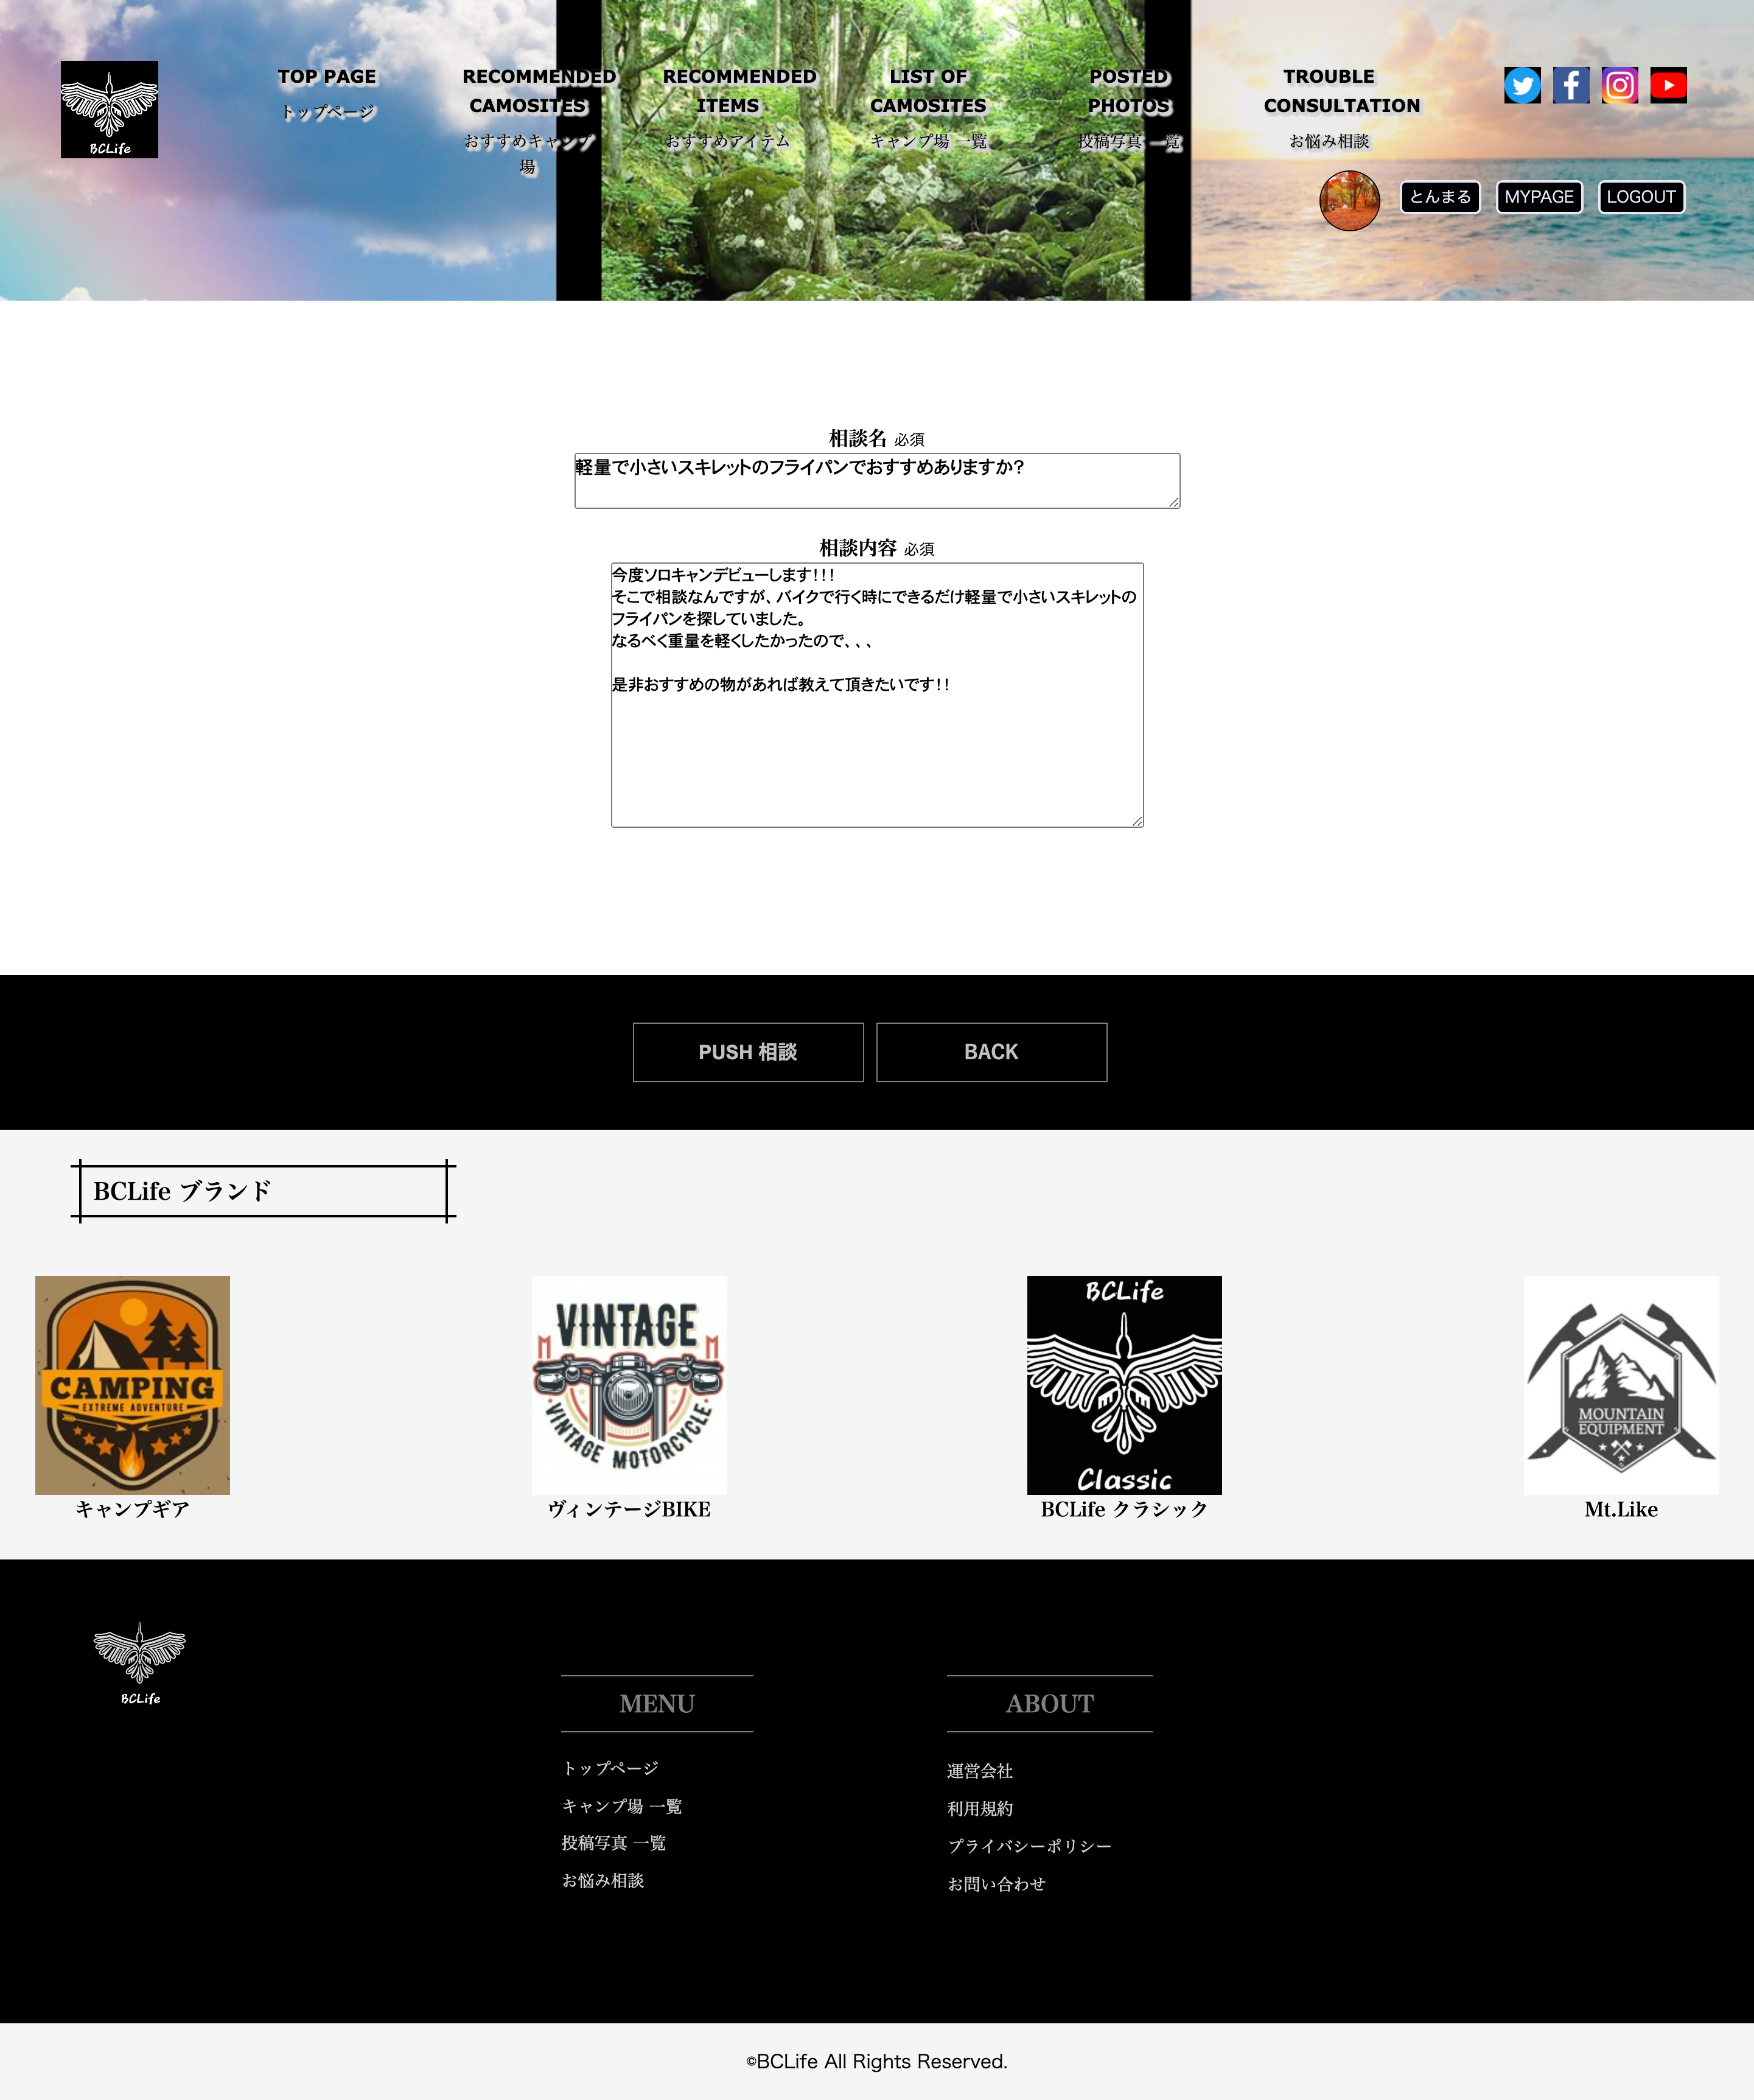 BCLife
TOP PAGE
トップページ
RECOMMENDED
CAMOSITES
おすすめキャンプ
場
RECOMMENDED
ITEMS
おすすめアイテム
LIST OF
CAMOSITES
キャンプ場 一覧
POSTED
PHOTOS
投稿写真 一覧
TROUBLE
CONSULTATION
お悩み相談
とんまる
MYPAGE
LOGOUT
相談名 必須
軽量で小さいスキレットのフライパンでおすすめありますか？
相談内容 必須
今度ソロキャンデビューします！！！
そこで相談なんですが、バイクで行く時にできるだけ軽量で小さいスキレットの
フライパンを探していました。
なるべく重量を軽くしたかったので、、、
是非おすすめの物があれば教えて頂きたいです！！
PUSH 相談
BACK
BCLife ブランド
CAMPING
EXTREME ADVENTURE
キャンプギア
VINTAGE
M M
VINTAGE MOTORCYCLE
ヴィンテージBIKE
BCLife
Classic
BCLife クラシック
MOUNTAIN
EQUIPMENT
Mt.Like
BCLife
MENU
トップページ
キャンプ場 一覧
投稿写真 一覧
お悩み相談
ABOUT
運営会社
利用規約
プライバシーポリシー
お問い合わせ
©BCLife All Rights Reserved.